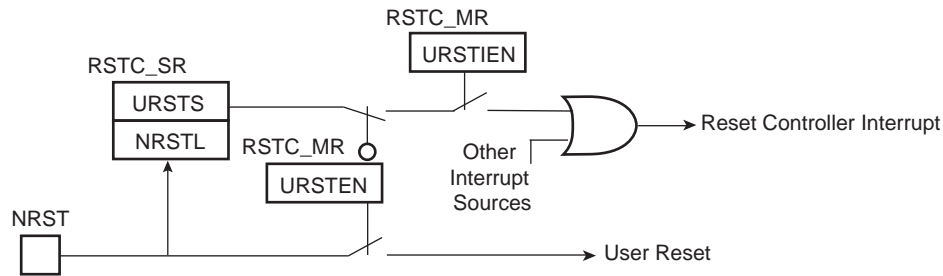 RSTC_MR
URSTIEN
RSTC_SR
URSTS
NRSTL
RSTC_MR
URSTEN
NRST
Other
Interrupt
Sources
Reset Controller Interrupt
User Reset